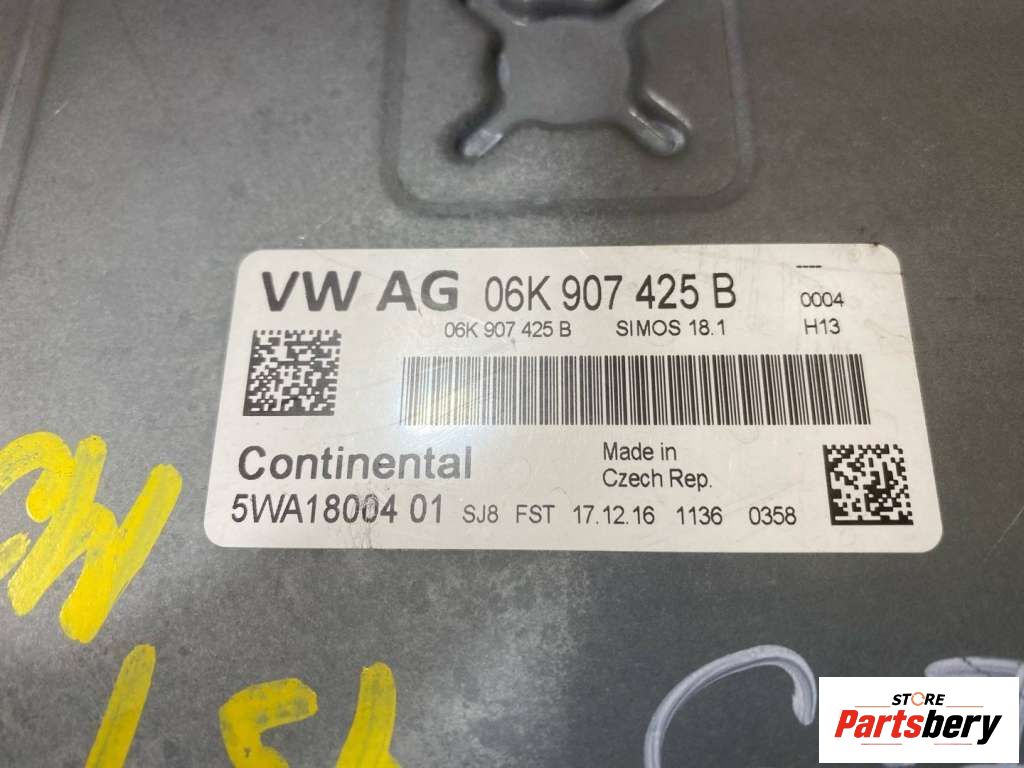 VW AG 06K 907 425 B
----
0004
06K 907 425 B SIMOS 18.1 H13
Continental
Made in
Czech Rep.
5WA18004 01 SJ8 FST 17.12.16 1136 0358
STORE
Partsbery